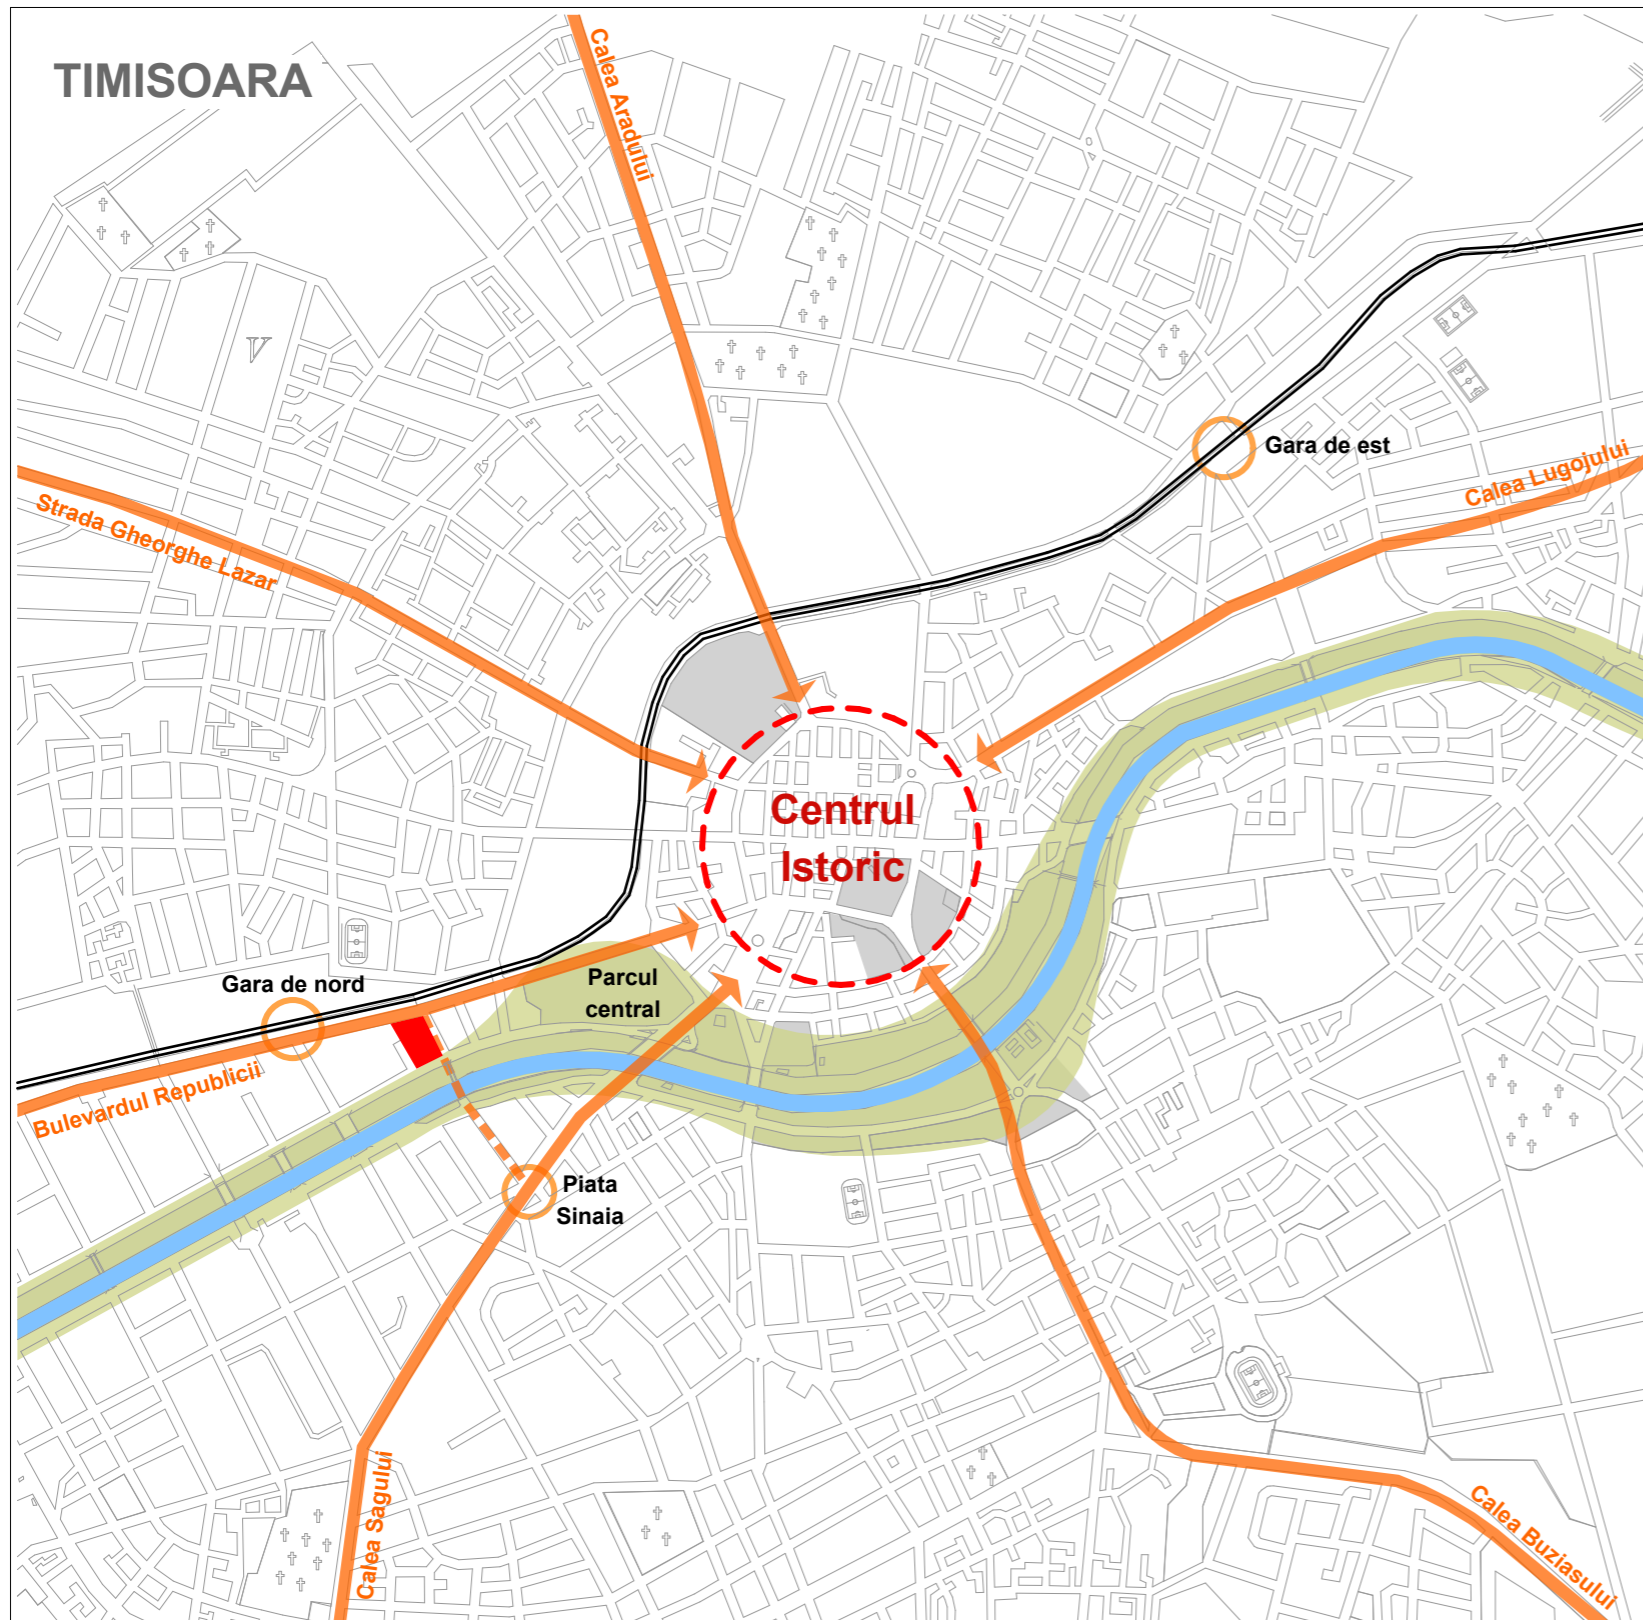 TIMISOARA
Calea Aradului
Gara de est
Calea Lugojului
Strada Gheorghe Lazar
Centrul
Istoric
Gara de nord
Parcul
central
Bulevardul Republicii
Piata
Sinaia
Calea Sagului
Calea Buziasului